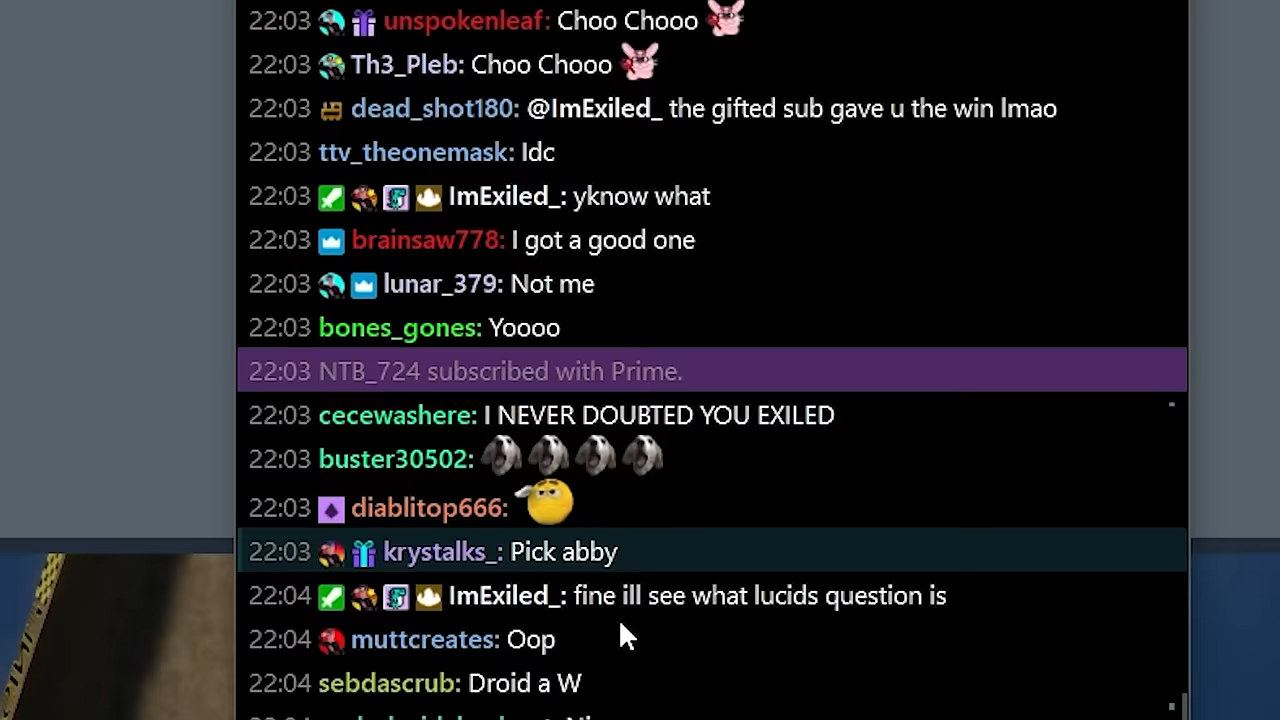 22:03 unspokenleaf: Choo Chooo
22:03 Th3_Pleb: Choo Chooo
22:03 dead_shot180: @ImExiled_ the gifted sub gave u the win lmao
22:03 ttv_theonemask: Idc
22:03 ImExiled_: yknow what
22:03 brainsaw778: I got a good one
22:03 lunar_379: Not me
22:03 bones_gones: Yoooo
22:03 NTB_724 subscribed with Prime.
22:03 cecewashere: I NEVER DOUBTED YOU EXILED
22:03 buster30502:
22:03 diablitop666:
22:03 krystalks_: Pick abby
22:04 ImExiled_: fine ill see what lucids question is
22:04 muttcreates: Oop
22:04 sebdascrub: Droid a W